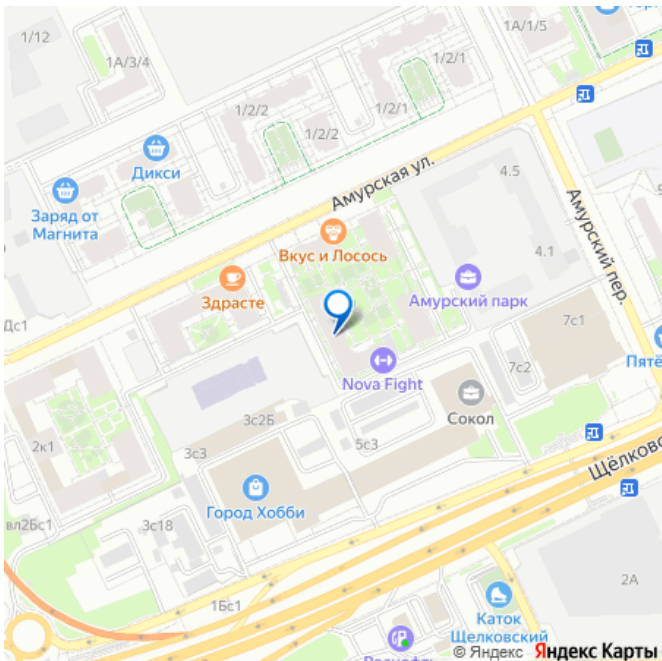 1/12
1А/3/4
1А/1/5
1/2/1
1/2/2
1/2/1
1/2/2
Дикси
Заряд от
Магнита
Амурская ул.
4.5
Вкус и Лосось
4.1
Амурский пер.
Здрасте
Амурский парк
Дс1
7с1
Nova Fight
7с2
Пятё
Сокол
3с2Б
2к1
3с3
5с3
Щёлково
Город Хобби
вл2Бс1
3с18
2А
1Бс1
Каток
Щелковский
Роснефть
© Яндекс Яндекс Карты